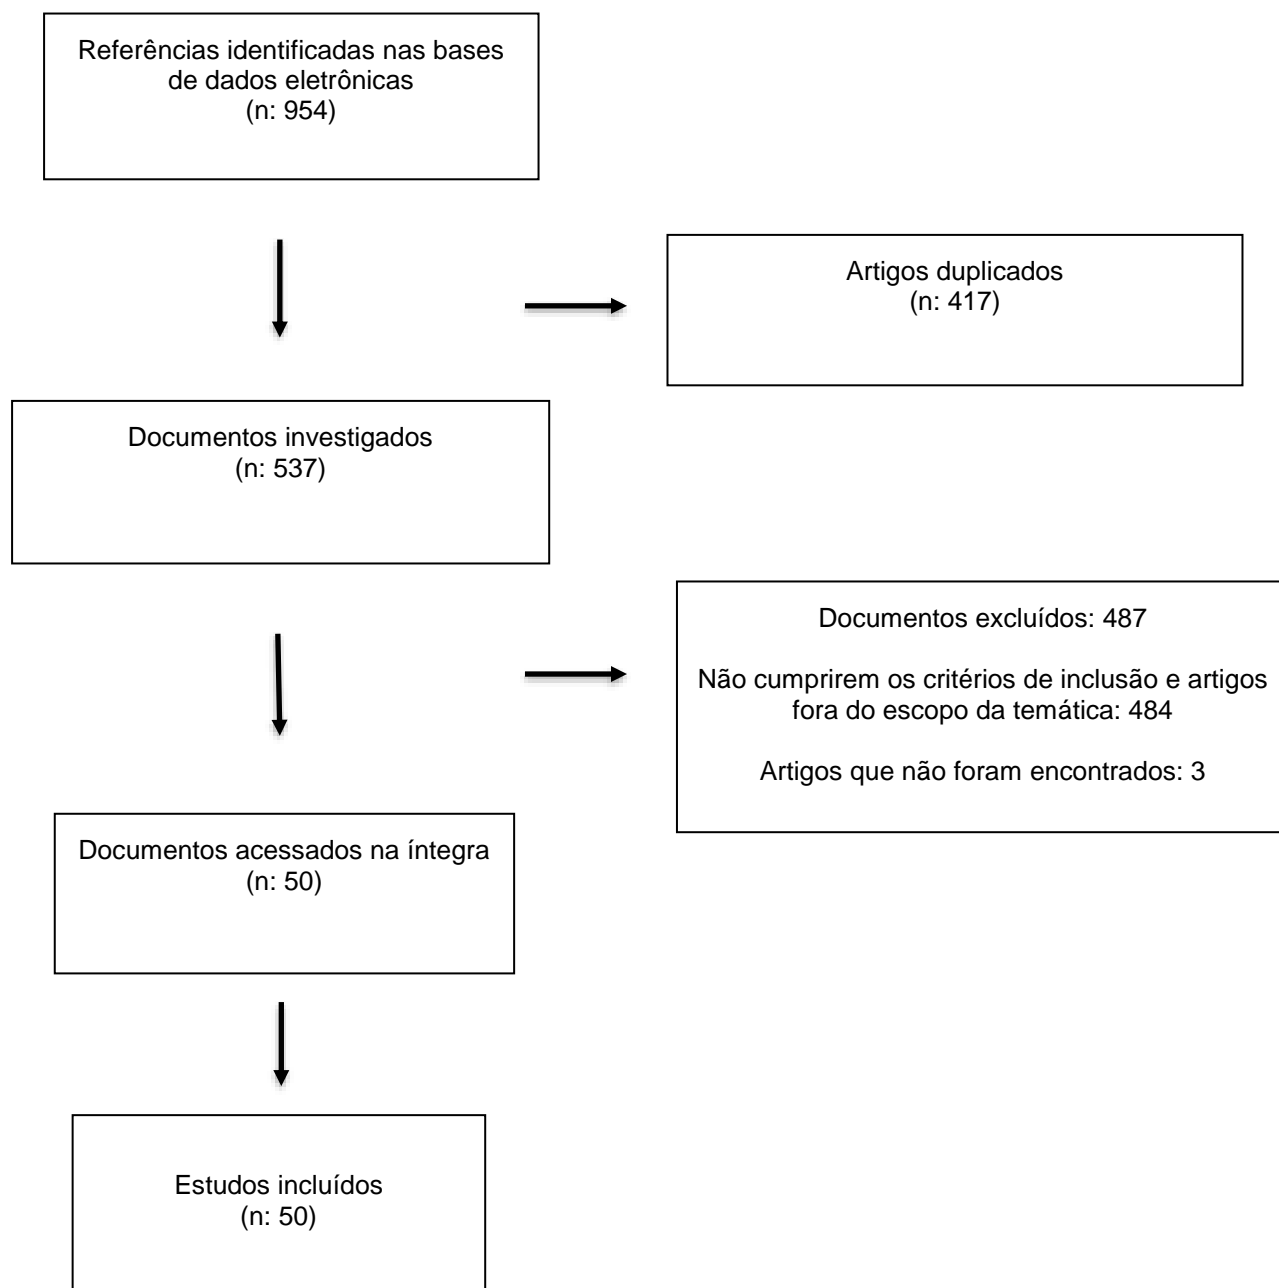 Referências identificadas nas bases
de dados eletrônicas
(n: 954)
Artigos duplicados
(n: 417)
Documentos investigados
(n: 537)
Documentos excluídos: 487
Não cumprirem os critérios de inclusão e artigos
fora do escopo da temática: 484
Artigos que não foram encontrados: 3
Documentos acessados na íntegra
(n: 50)
Estudos incluídos
(n: 50)